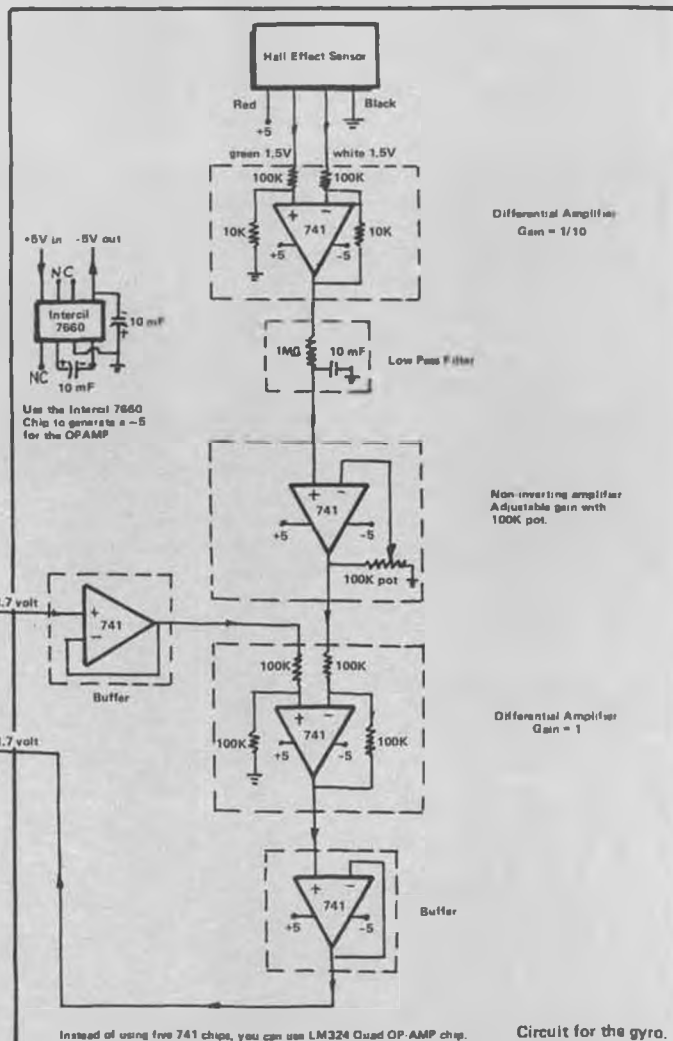 Hall Effect Sensor
Red
Black
+5
green 1.5V
white 1.5V
100K
100K
+
−
741
10K
10K
+5
-5
Differential Amplifier
Gain = 1/10
+5V in
-5V out
NC
Intercil
7660
10 mF
NC
10 mF
Use the Intercil 7660
Chip to generate a −5
for the OPAMP
1MΩ
10 mF
Low Pass Filter
+
−
741
+5
-5
100K pot
Non-inverting amplifier
Adjustable gain with
100K pot.
.7 volt
+
−
741
Buffer
100K
100K
+
−
741
100K
100K
+5
-5
Differential Amplifier
Gain = 1
.7 volt
+
−
741
+5
-5
Buffer
Instead of using five 741 chips, you can use LM324 Quad OP-AMP chip.
Circuit for the gyro.